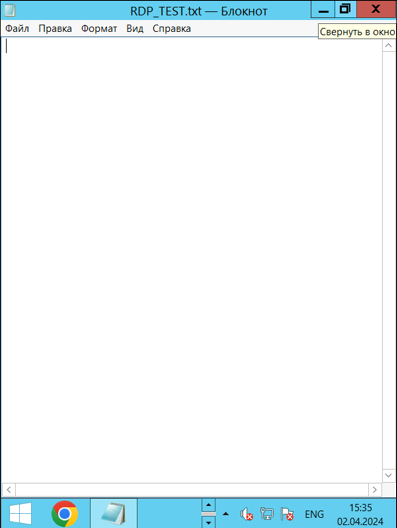 RDP_TEST.txt — Блокнот
Файл Правка Формат Вид Справка
Свернуть в окно
ENG
15:35
02.04.2024